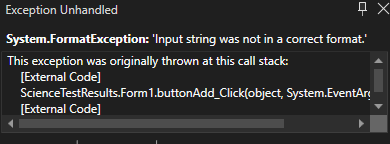 Exception Unhandled
System.FormatException: 'Input string was not in a correct format.'
This exception was originally thrown at this call stack:
[External Code]
ScienceTestResults.Form1.buttonAdd_Click(object, System.EventArg
[External Code]